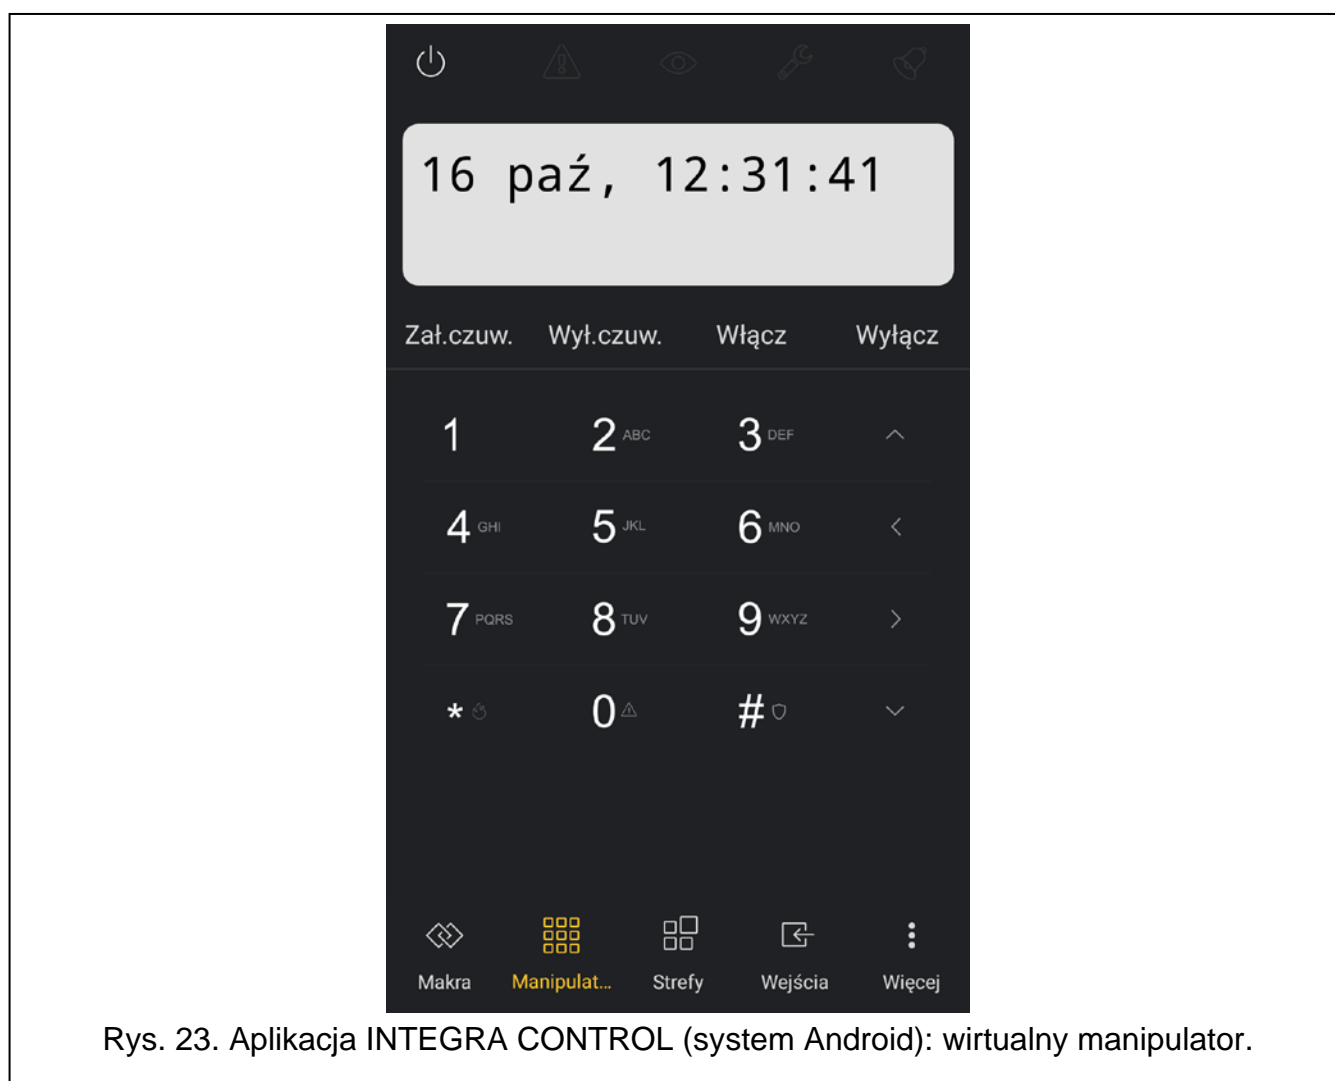 16 paź, 12:31:41
Zał.czuw. Wył.czuw. Włącz Wyłącz
1 2 ABC 3 DEF
4 GHI 5 JKL 6 MNO
7 PQRS 8 TUV 9 WXYZ
* 0 #
Makra Manipulat... Strefy Wejścia Więcej
Rys. 23. Aplikacja INTEGRA CONTROL (system Android): wirtualny manipulator.